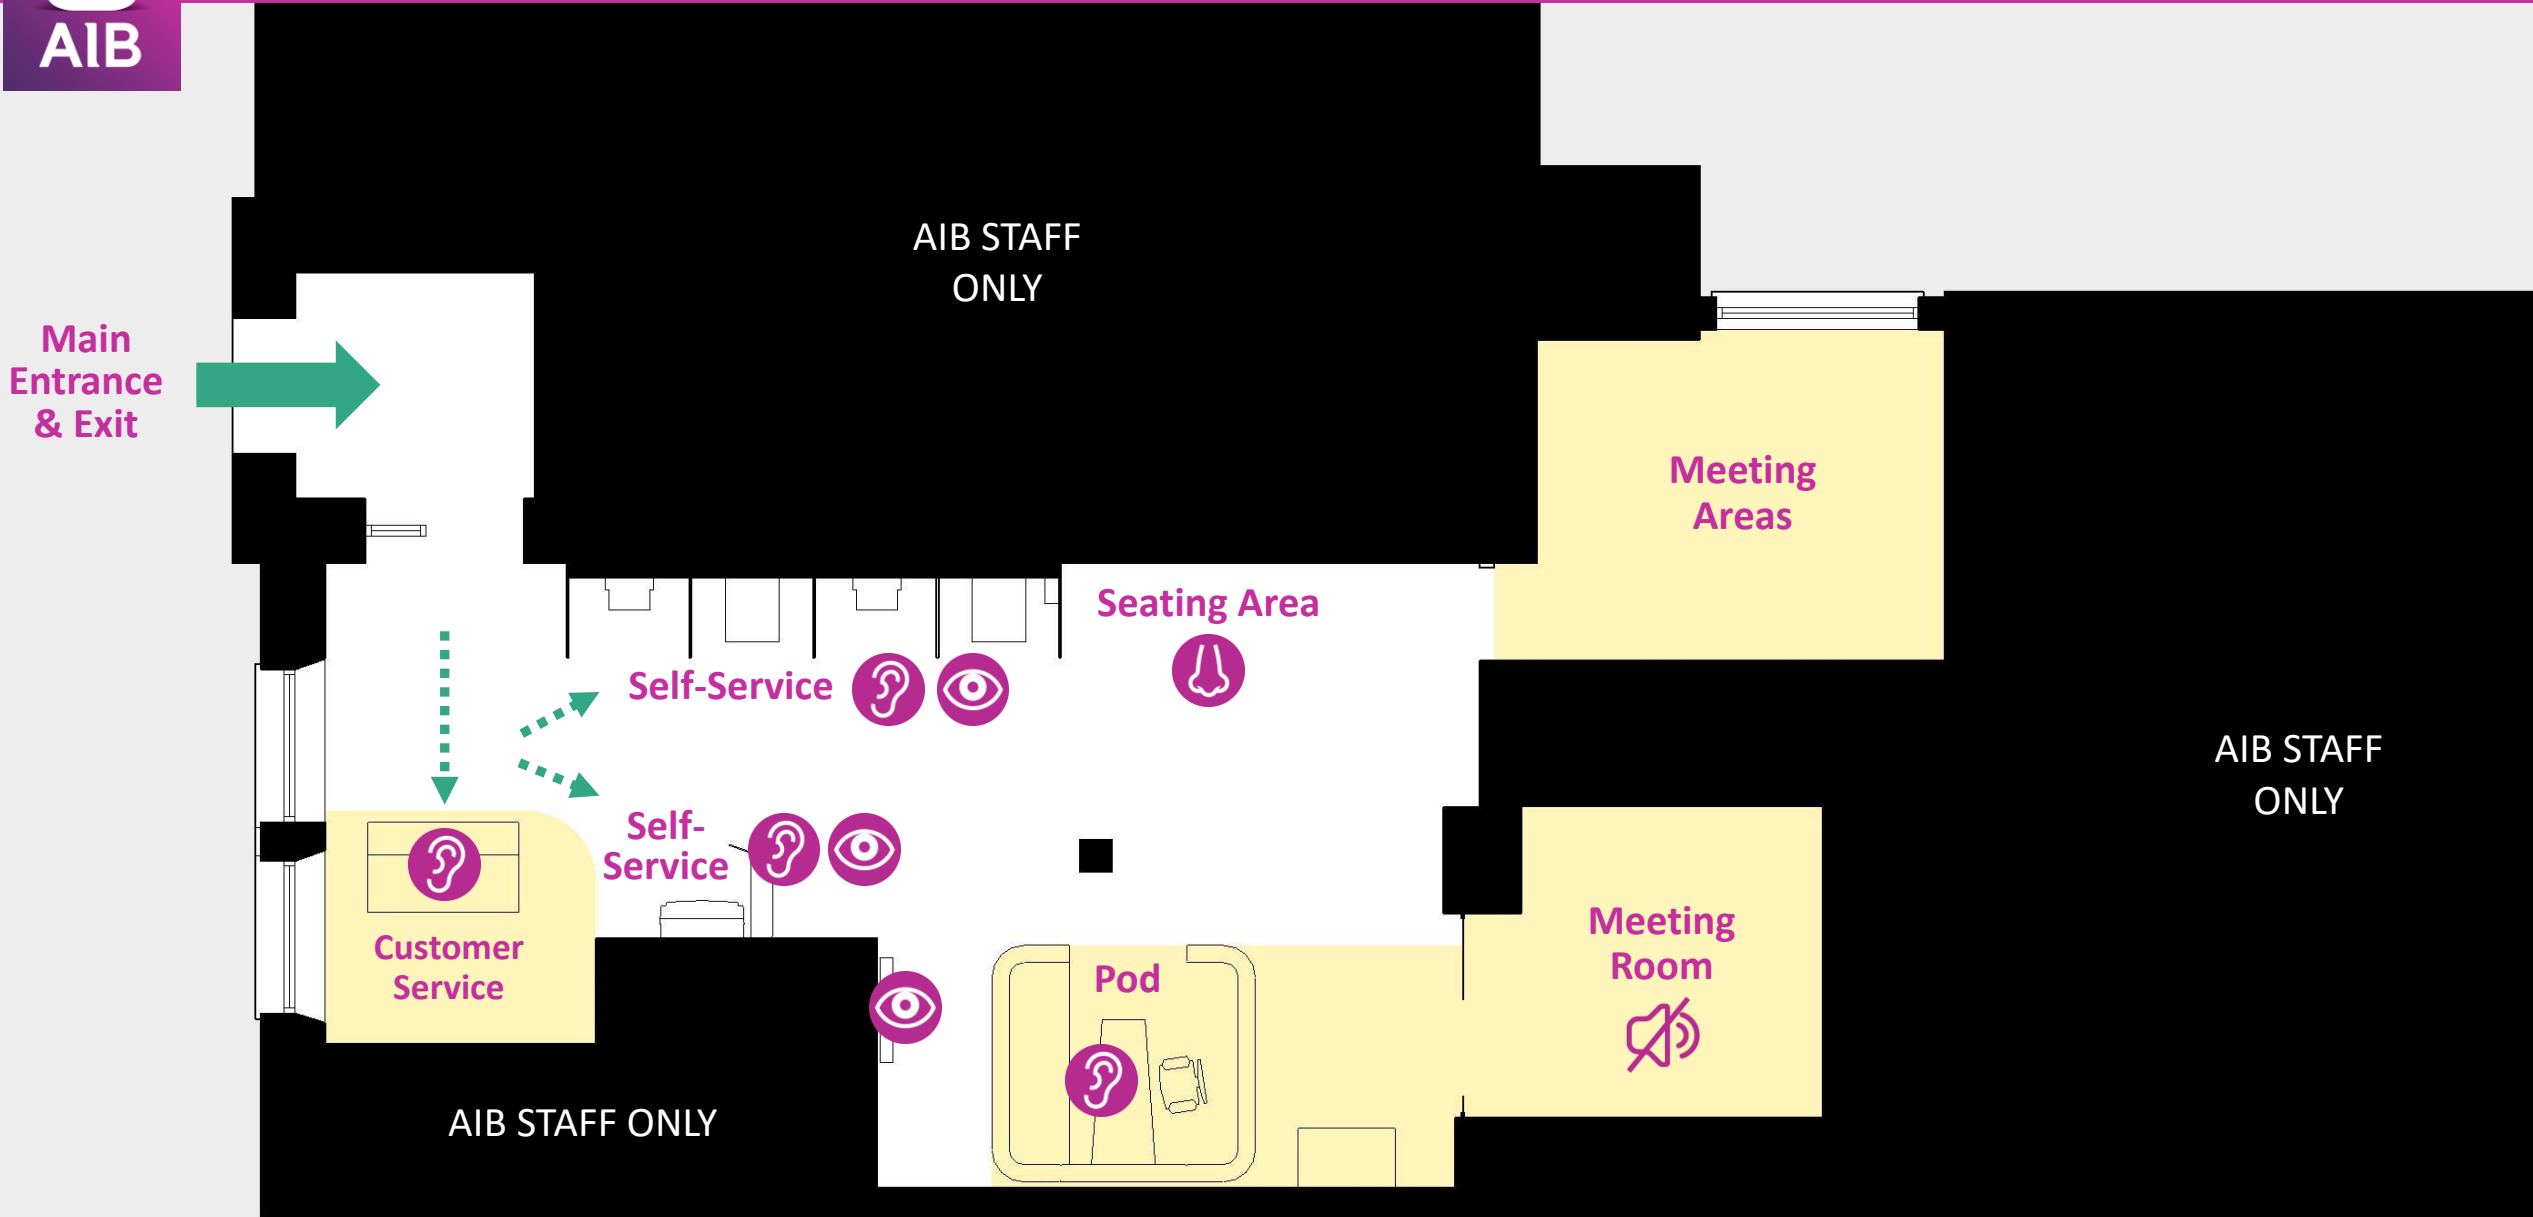 AIB
AIB STAFF
ONLY
Main
Entrance
& Exit
Meeting
Areas
Seating Area
Self-Service
AIB STAFF
ONLY
Self-
Service
Customer
Service
Pod
Meeting
Room
AIB STAFF ONLY